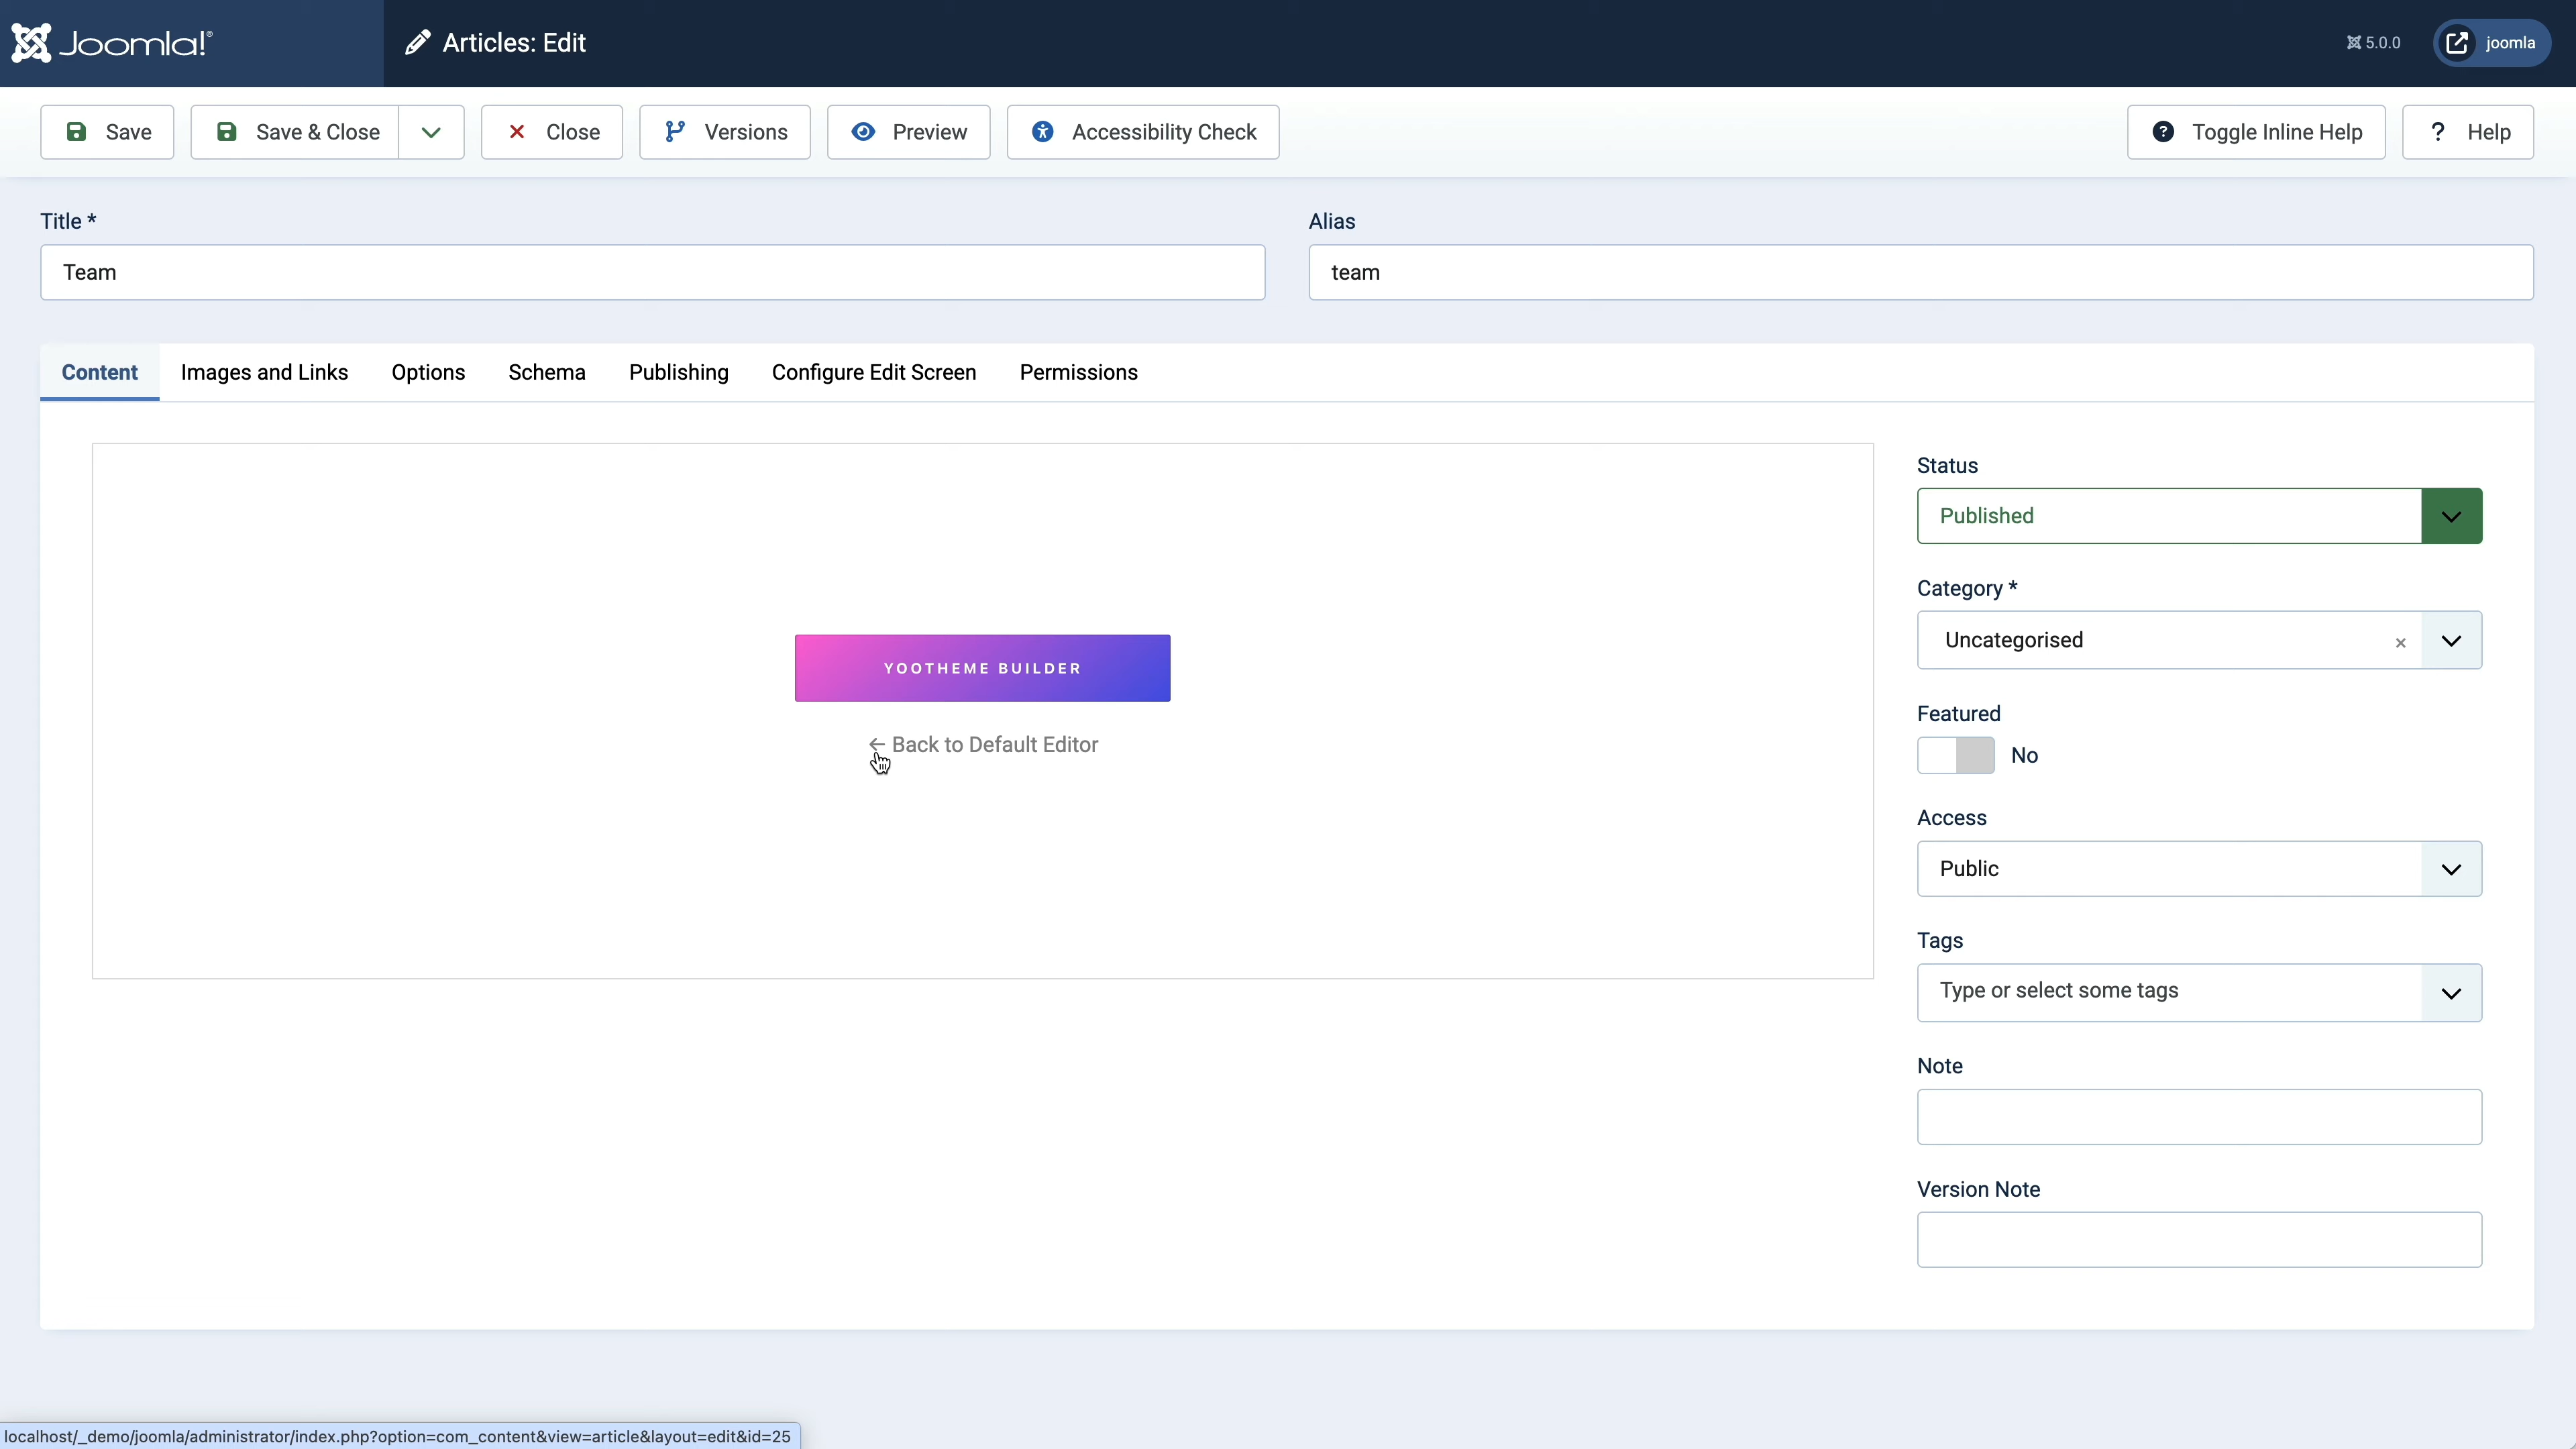 Joomla!®
Articles: Edit
5.0.0
joomla
Save
Save & Close
Close
Versions
Preview
Accessibility Check
Toggle Inline Help
? Help
Title *
Team
Alias
team
Content
Images and Links
Options
Schema
Publishing
Configure Edit Screen
Permissions
YOOTHEME BUILDER
← Back to Default Editor
Status
Published
Category *
Uncategorised
×
Featured
No
Access
Public
Tags
Type or select some tags
Note
Version Note
localhost/_demo/joomla/administrator/index.php?option=com_content&view=article&layout=edit&id=25